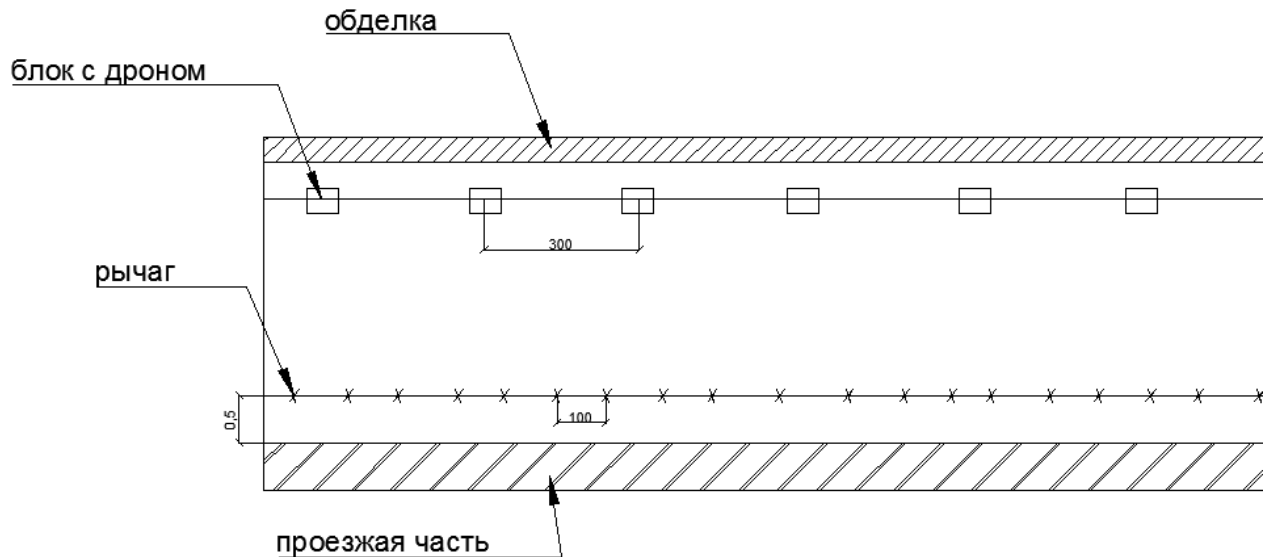 обделка
блок с дроном
300
рычаг
0,5
100
проезжая часть